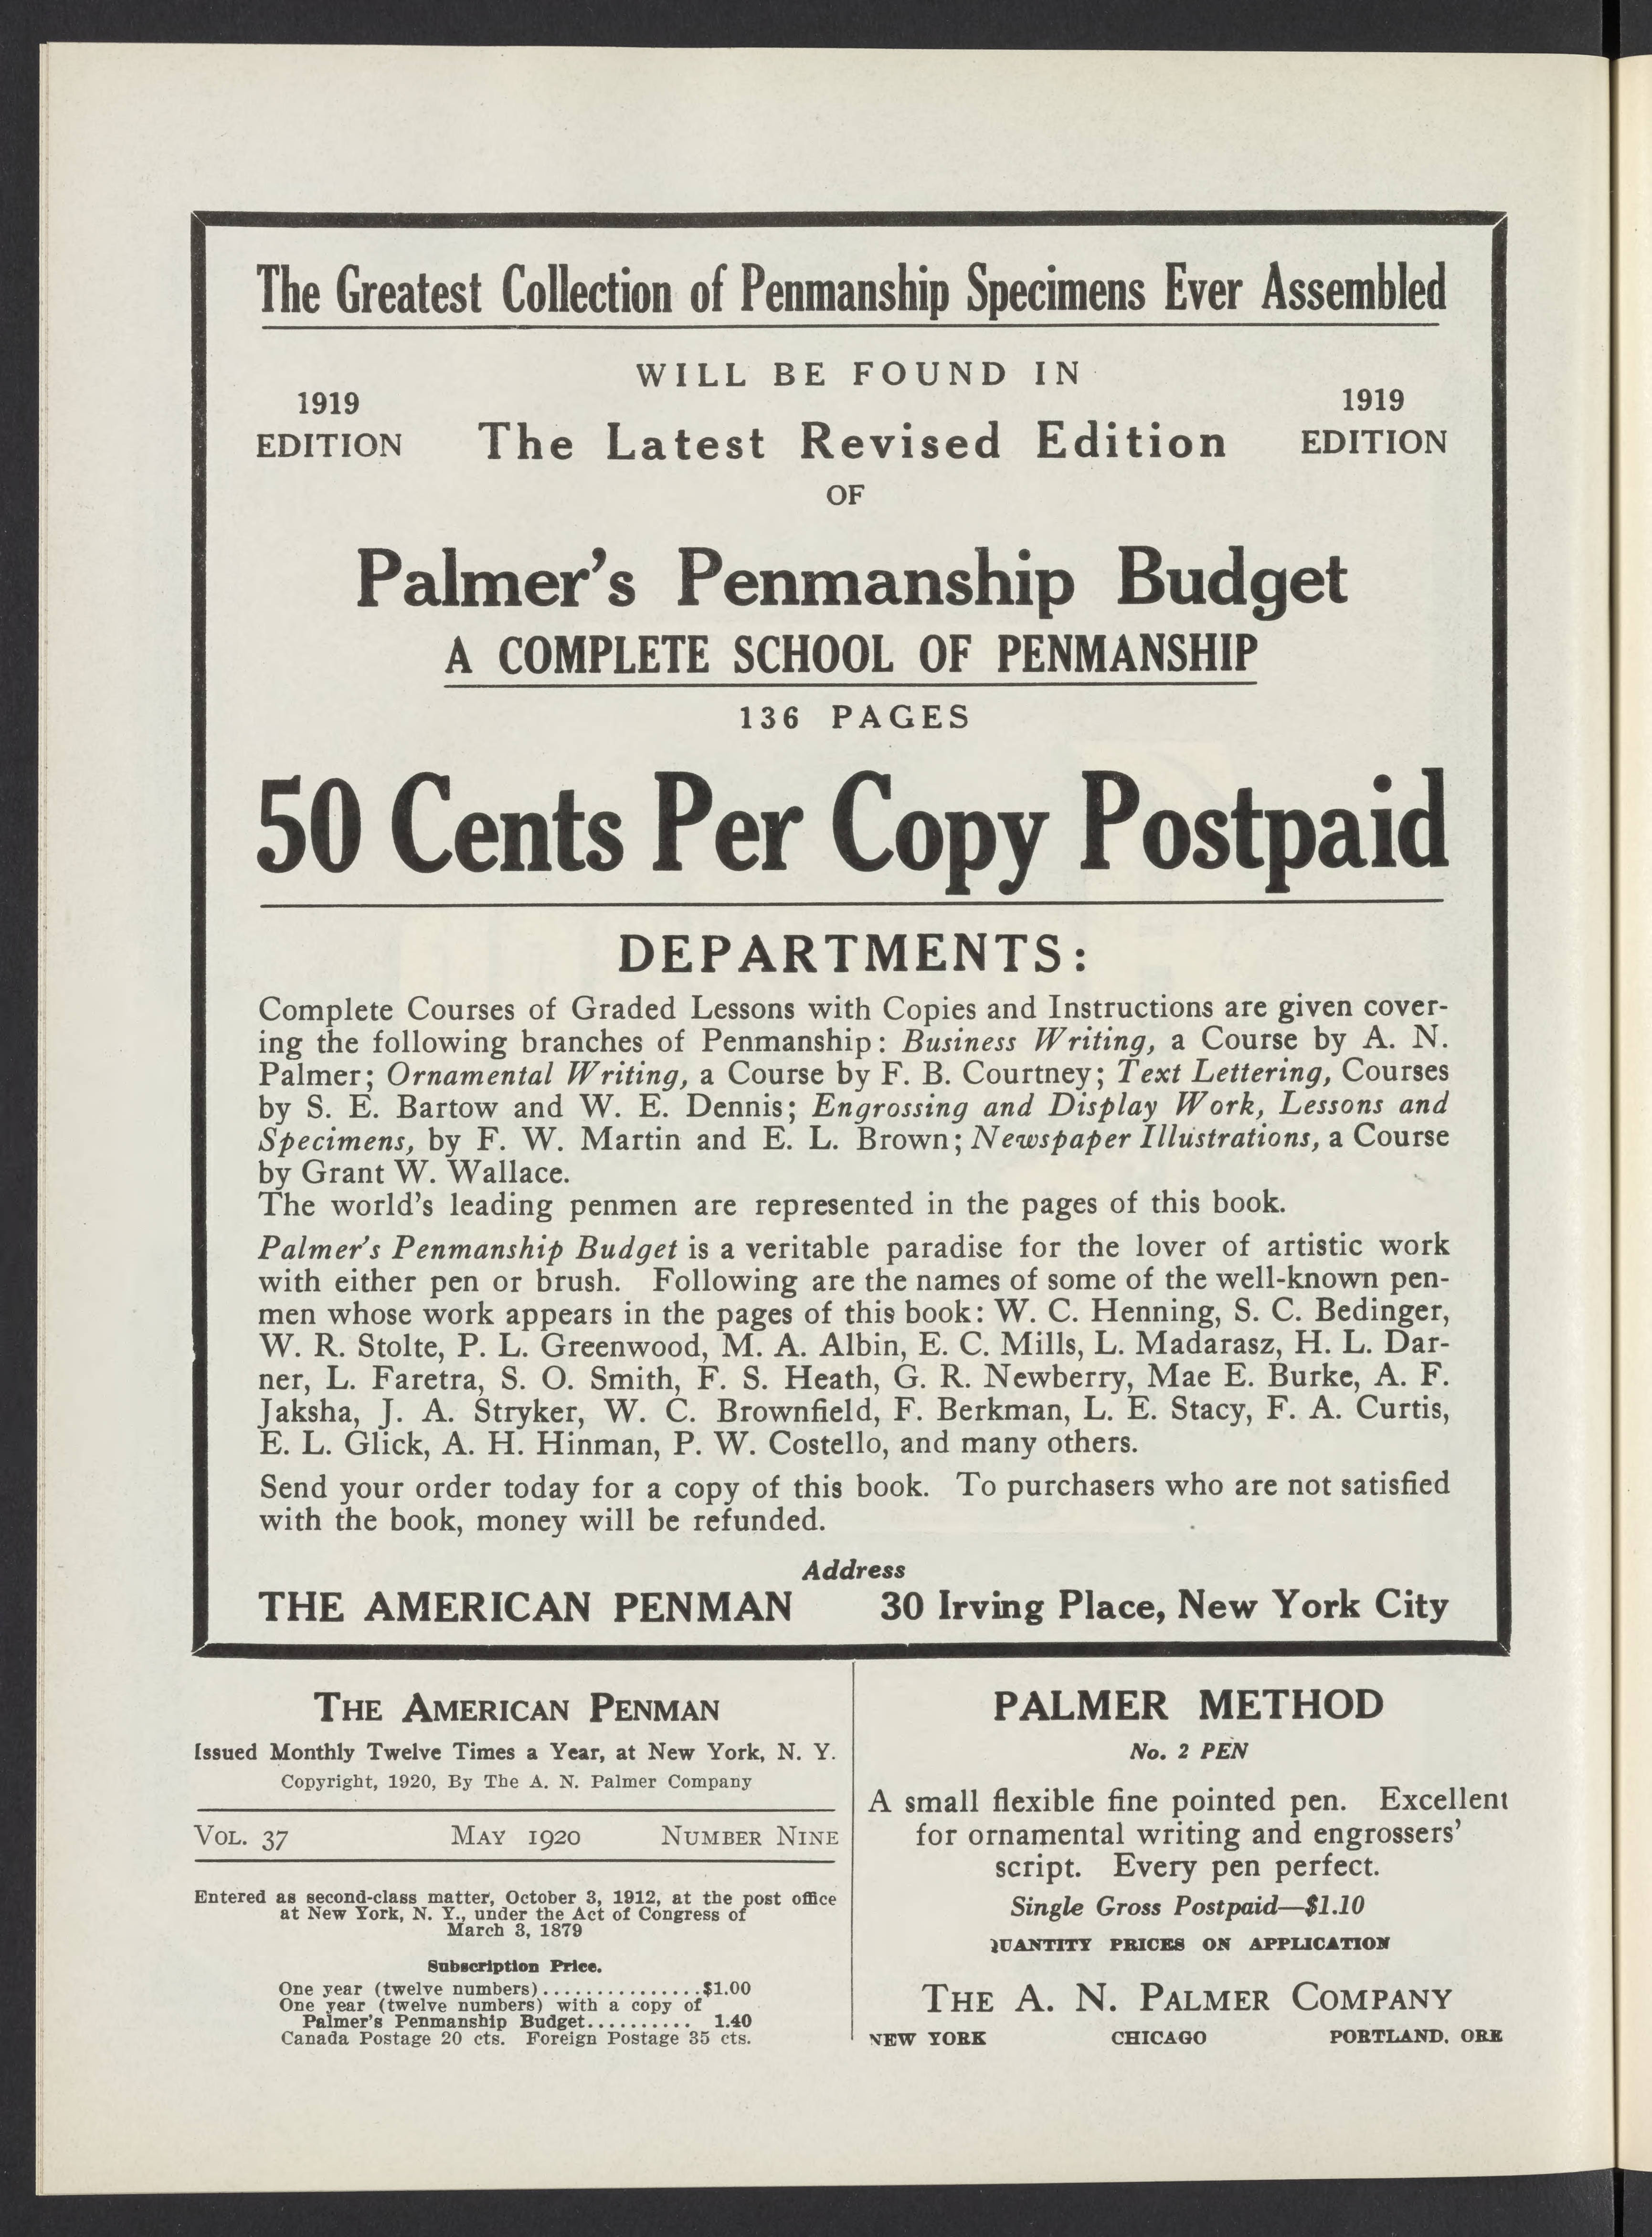 The Greatest Collection of Penmanship Specimens Ever Assembled
WILL BE FOUND IN
1919 EDITION
The Latest Revised Edition
1919 EDITION
OF
Palmer's Penmanship Budget
A COMPLETE SCHOOL OF PENMANSHIP
136 PAGES
50 Cents Per Copy Postpaid
DEPARTMENTS:
Complete Courses of Graded Lessons with Copies and Instructions are given cover-
ing the following branches of Penmanship: Business Writing, a Course by A. N.
Palmer; Ornamental Writing, a Course by F. B. Courtney; Text Lettering, Courses
by S. E. Bartow and W. E. Dennis; Engrossing and Display Work, Lessons and
Specimens, by F. W. Martin and E. L. Brown; Newspaper Illustrations, a Course
by Grant W. Wallace.
The world's leading penmen are represented in the pages of this book.
Palmer's Penmanship Budget is a veritable paradise for the lover of artistic work
with either pen or brush. Following are the names of some of the well-known pen-
men whose work appears in the pages of this book: W. C. Henning, S. C. Bedinger,
W. R. Stolte, P. L. Greenwood, M. A. Albin, E. C. Mills, L. Madarasz, H. L. Dar-
ner, L. Faretra, S. O. Smith, F. S. Heath, G. R. Newberry, Mae E. Burke, A. F.
Jaksha, J. A. Stryker, W. C. Brownfield, F. Berkman, L. E. Stacy, F. A. Curtis,
E. L. Glick, A. H. Hinman, P. W. Costello, and many others.
Send your order today for a copy of this book. To purchasers who are not satisfied
with the book, money will be refunded.
Address
THE AMERICAN PENMAN 30 Irving Place, New York City
THE AMERICAN PENMAN
Issued Monthly Twelve Times a Year, at New York, N. Y.
Copyright, 1920, By The A. N. Palmer Company
VOL. 37 MAY 1920 NUMBER NINE
Entered as second-class matter, October 3, 1912, at the post office
at New York, N. Y., under the Act of Congress of
March 3, 1879
Subscription Price.
One year (twelve numbers)...............$1.00
One year (twelve numbers) with a copy of
Palmer's Penmanship Budget.......... 1.40
Canada Postage 20 cts. Foreign Postage 35 cts.
PALMER METHOD
No. 2 PEN
A small flexible fine pointed pen. Excellent
for ornamental writing and engrossers'
script. Every pen perfect.
Single Gross Postpaid—$1.10
QUANTITY PRICES ON APPLICATION
THE A. N. PALMER COMPANY
NEW YORK CHICAGO PORTLAND, ORE